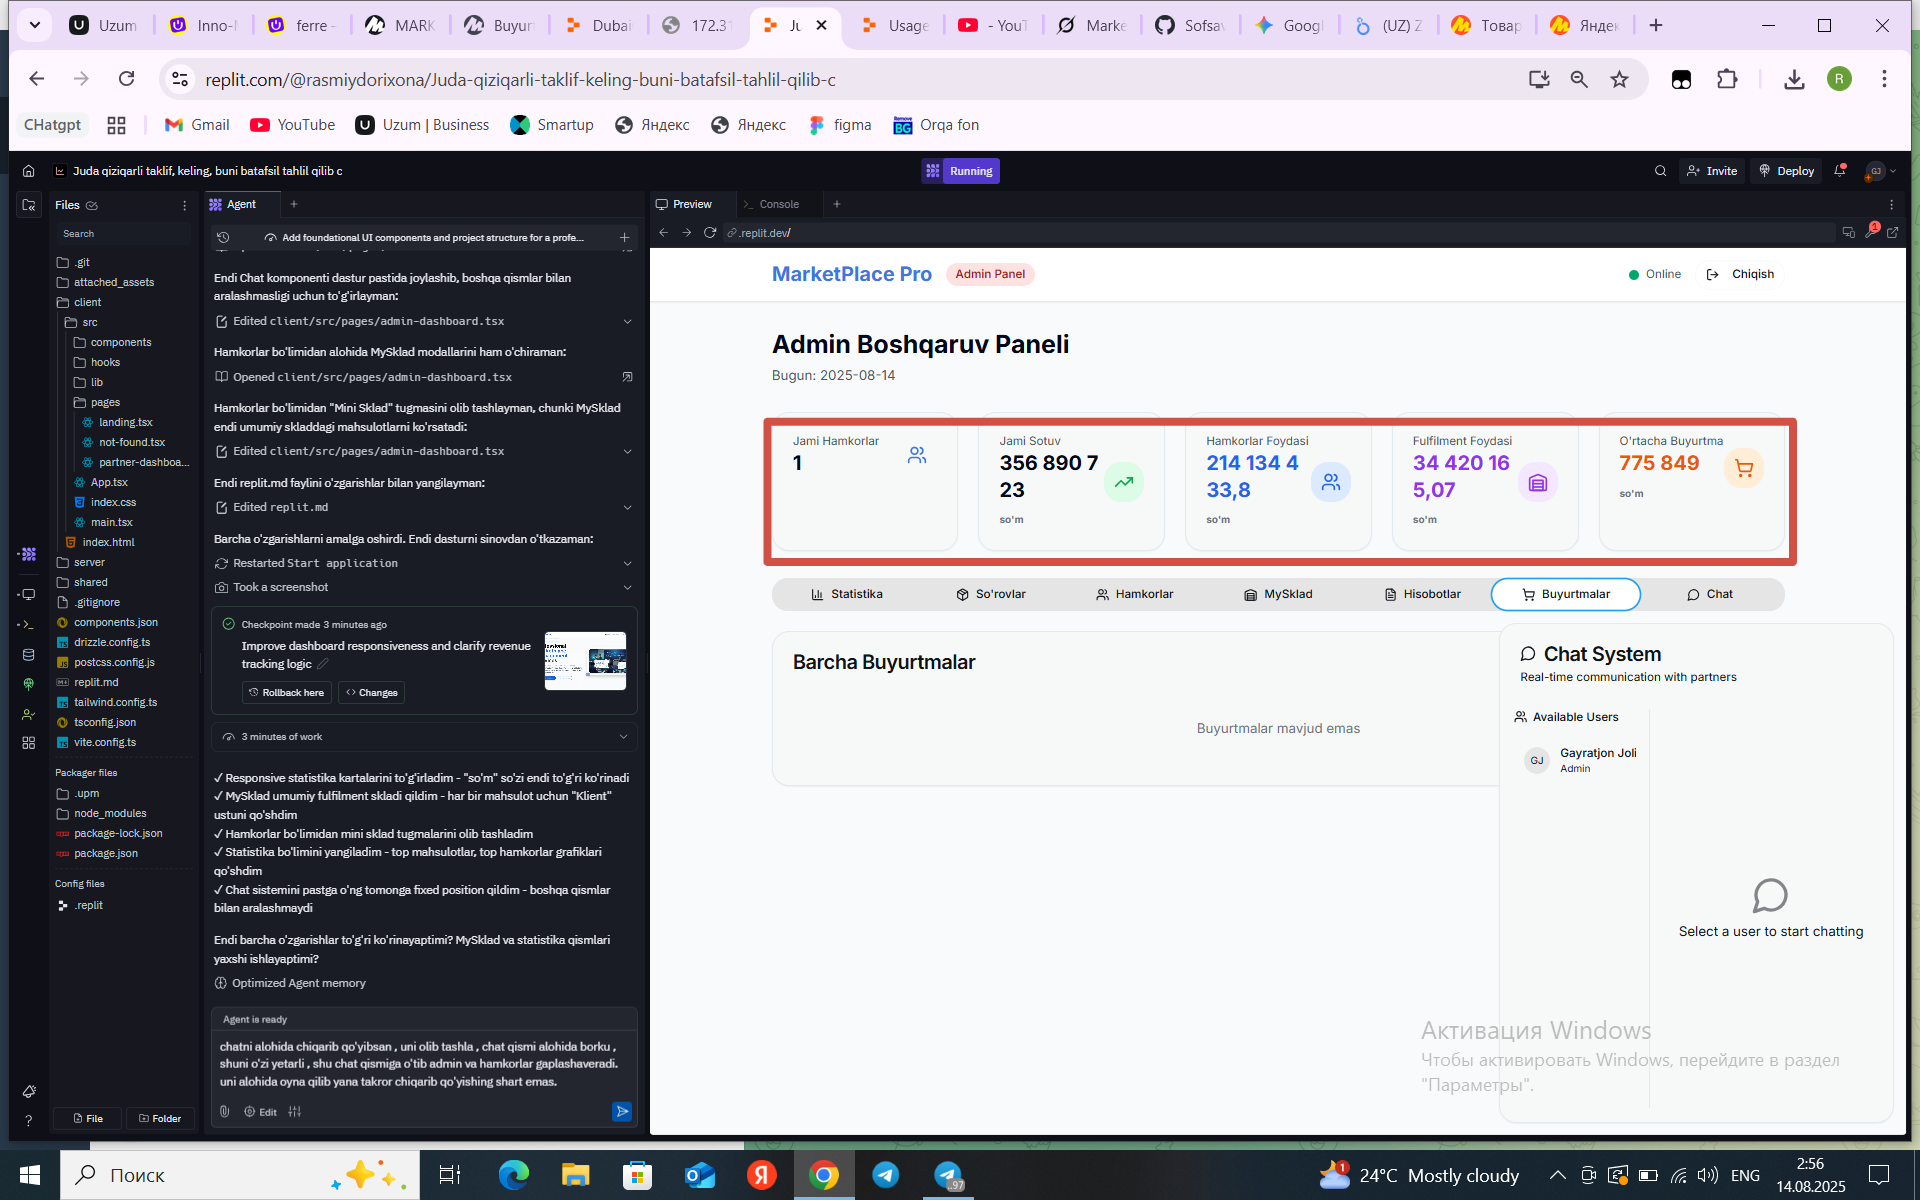 Uzum
Inno-
ferre -
MARK
Buyur
Dubai
172.31
Ju
Usage
- YouT
Marke
Sofsav
Googl
(UZ) Z
Товар
Яндек
replit.com/@rasmiydorixona/Juda-qiziqarli-taklif-keling-buni-batafsil-tahlil-qilib-c
R
CHatgpt
Gmail
YouTube
Uzum | Business
Smartup
Яндекс
Яндекс
figma
Orqa fon
Juda qiziqarli taklif, keling, buni batafsil tahlil qilib c
Running
Invite
Deploy
GJ
Files
Search
.git
attached_assets
client
src
components
hooks
lib
pages
landing.tsx
not-found.tsx
partner-dashboa...
App.tsx
index.css
main.tsx
index.html
server
shared
.gitignore
components.json
drizzle.config.ts
postcss.config.js
replit.md
tailwind.config.ts
tsconfig.json
vite.config.ts
Packager files
.upm
node_modules
package-lock.json
package.json
Config files
.replit
File
Folder
Agent
Add foundational UI components and project structure for a profe...
Endi Chat komponenti dastur pastida joylashib, boshqa qismlar bilan
aralashmasligi uchun to'g'irlayman:
Edited client/src/pages/admin-dashboard.tsx
Hamkorlar bo'limidan alohida MySklad modallarini ham o'chiraman:
Opened client/src/pages/admin-dashboard.tsx
Hamkorlar bo'limidan "Mini Sklad" tugmasini olib tashlayman, chunki MySklad
endi umumiy skladdagi mahsulotlarni ko'rsatadi:
Edited client/src/pages/admin-dashboard.tsx
Endi replit.md faylini o'zgarishlar bilan yangilayman:
Edited replit.md
Barcha o'zgarishlarni amalga oshirdi. Endi dasturni sinovdan o'tkazaman:
Restarted Start application
Took a screenshot
Checkpoint made 3 minutes ago
Improve dashboard responsiveness and clarify revenue
tracking logic
Rollback here
Changes
3 minutes of work
✓ Responsive statistika kartalarini to'g'irladim - "so'm" so'zi endi to'g'ri ko'rinadi
✓ MySklad umumiy fulfilment skladi qildim - har bir mahsulot uchun "Klient"
ustuni qo'shdim
✓ Hamkorlar bo'limidan mini sklad tugmalarini olib tashladim
✓ Statistika bo'limini yangiladim - top mahsulotlar, top hamkorlar grafiklari
qo'shdim
✓ Chat sistemini pastga o'ng tomonga fixed position qildim - boshqa qismlar
bilan aralashmaydi
Endi barcha o'zgarishlar to'g'ri ko'rinayaptimi? MySklad va statistika qismlari
yaxshi ishlayaptimi?
Optimized Agent memory
Agent is ready
chatni alohida chiqarib qo'yibsan , uni olib tashla , chat qismi alohida borku ,
shuni o'zi yetarli , shu chat qismiga o'tib admin va hamkorlar gaplashaveradi.
uni alohida oyna qilib yana takror chiqarib qo'yishing shart emas.
Edit
Preview
Console
.replit.dev/
1
MarketPlace Pro
Admin Panel
Online
Chiqish
Admin Boshqaruv Paneli
Bugun: 2025-08-14
Jami Hamkorlar
1
Jami Sotuv
356 890 7
23
so'm
Hamkorlar Foydasi
214 134 4
33,8
so'm
Fulfilment Foydasi
34 420 16
5,07
so'm
O'rtacha Buyurtma
775 849
so'm
Statistika
So'rovlar
Hamkorlar
MySklad
Hisobotlar
Buyurtmalar
Chat
Barcha Buyurtmalar
Buyurtmalar mavjud emas
Chat System
Real-time communication with partners
Available Users
GJ
Gayratjon Joli
Admin
Select a user to start chatting
Активация Windows
Чтобы активировать Windows, перейдите в раздел
"Параметры".
Поиск
97
1
24°C Mostly cloudy
ENG
2:56
14.08.2025